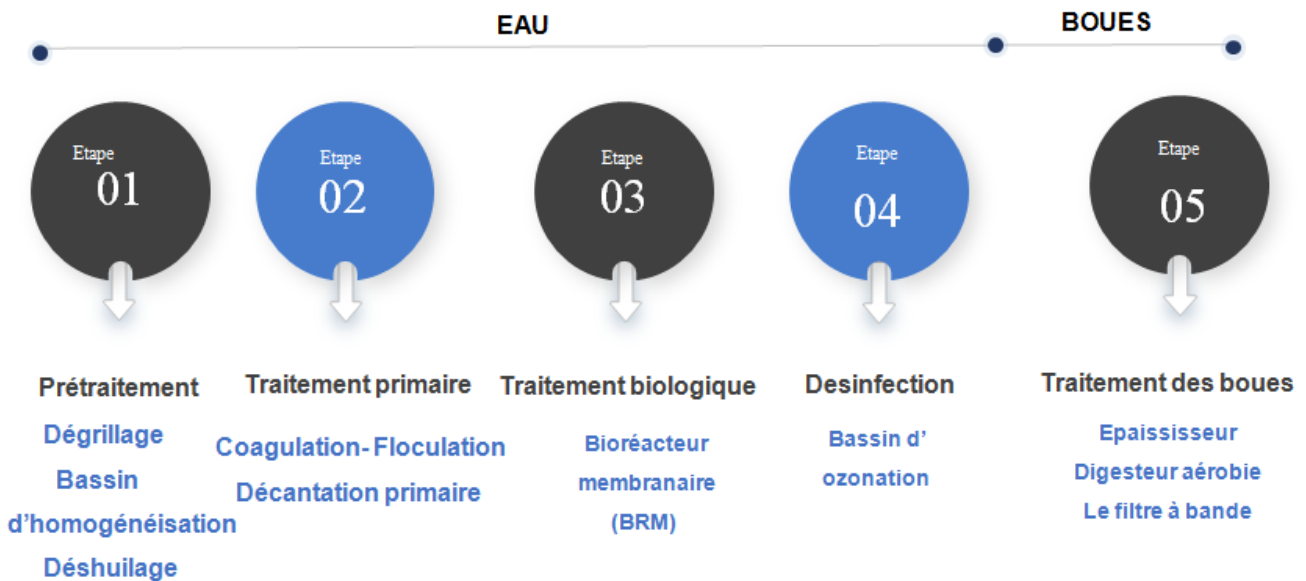 EAU
BOUES
Etape
01
Etape
02
Etape
03
Etape
04
Etape
05
Prétraitement
Dégrillage
Bassin
d’homogénéisation
Déshuilage
Traitement primaire
Coagulation- Floculation
Décantation primaire
Traitement biologique
Bioréacteur
membranaire
(BRM)
Desinfection
Bassin d’
ozonation
Traitement des boues
Epaississeur
Digesteur aérobie
Le filtre à bande